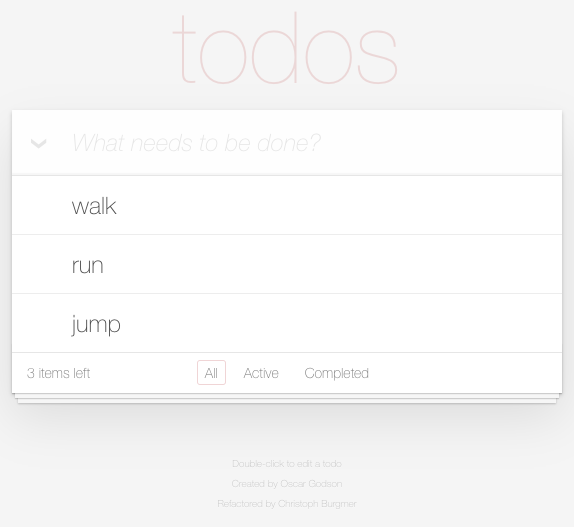 todos
What needs to be done?
walk
run
jump
3 items left All Active Completed
Double-click to edit a todo
Created by Oscar Godson
Refactored by Christoph Burgmer